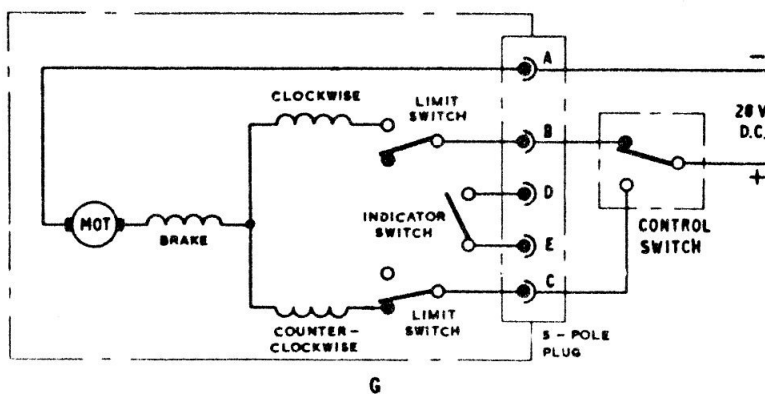 A
−
CLOCKWISE
LIMIT
SWITCH
B
28 V
D.C.
+
MOT
BRAKE
INDICATOR
SWITCH
D
E
CONTROL
SWITCH
C
COUNTER-
CLOCKWISE
LIMIT
SWITCH
5 - POLE
PLUG
G